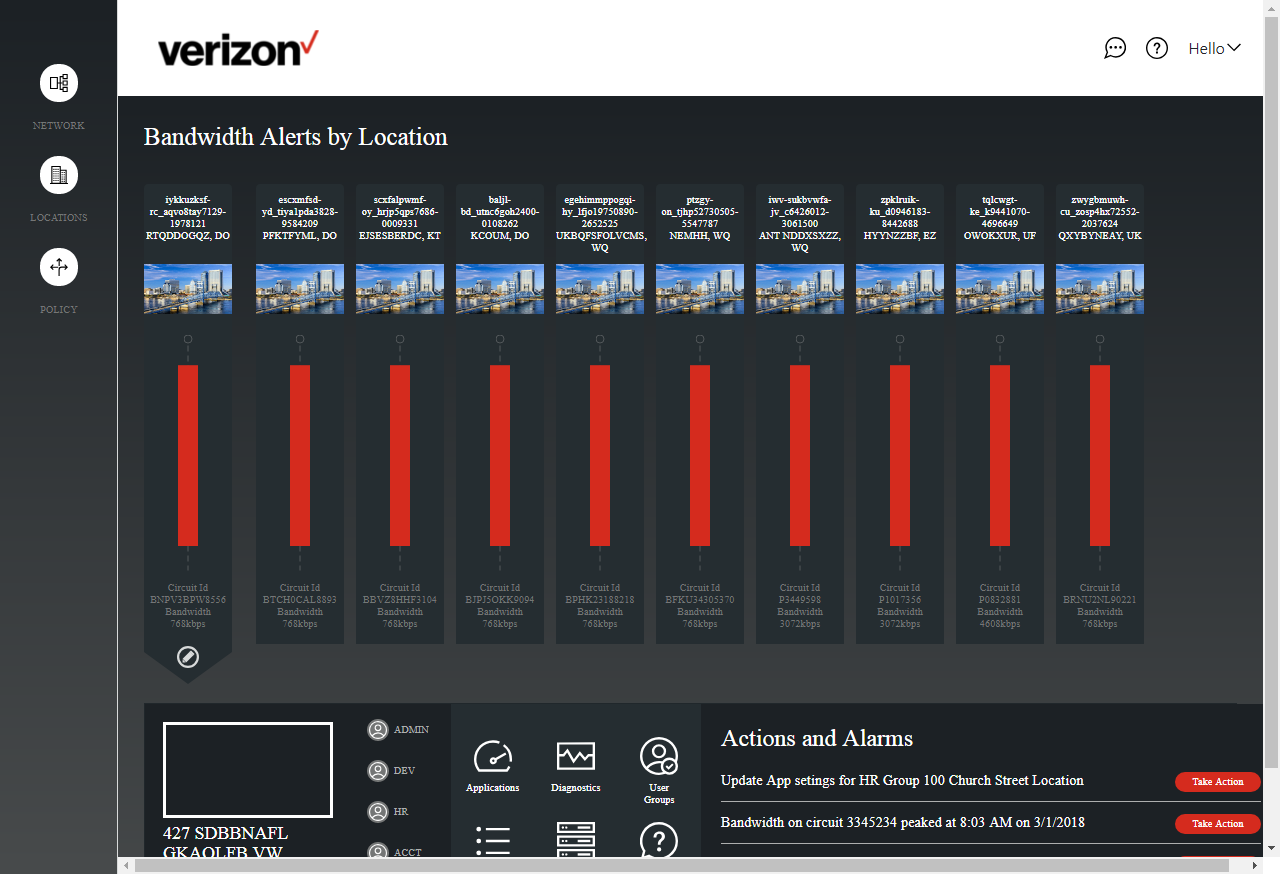 verizon
Hello
NETWORK
LOCATIONS
POLICY
Bandwidth Alerts by Location
iykkuzksf-
rc_aqvo8tay7129-
1978121
RTQDDOGQZ, DO
escxmfsd-
yd_tiya1pda3828-
9584209
PFKTFYML, DO
scxfalpwmf-
oy_hrjp5qps7686-
0009331
EJSESBERDC, KT
baljl-
bd_utnc6goh2400-
0108262
KCOUM, DO
egehimmppogqi-
hy_lfjo19750890-
2652525
UKBQFSFOLVCMS,
WQ
ptzgy-
on_tjhp52730505-
5547787
NEMHH, WQ
iwv-sukbvwfa-
jv_c6426012-
3061500
ANT NDDXSXZZ,
WQ
zpklruik-
ku_d0946183-
8442688
HYYNZZBF, EZ
tqlcwgt-
ke_k9441070-
4696649
OWOKXUR, UF
zwygbmuwh-
cu_zosp4hx72552-
2037624
QXYBYNEAY, UK
Circuit Id
BNPV3BPW8556
Bandwidth
768kbps
Circuit Id
BTCH0CAL8893
Bandwidth
768kbps
Circuit Id
BBVZ8HHF3104
Bandwidth
768kbps
Circuit Id
BJPJ5OKK9094
Bandwidth
768kbps
Circuit Id
BPHK23188218
Bandwidth
768kbps
Circuit Id
BFKU34305370
Bandwidth
768kbps
Circuit Id
P3449598
Bandwidth
3072kbps
Circuit Id
P1017356
Bandwidth
3072kbps
Circuit Id
P0832881
Bandwidth
4608kbps
Circuit Id
BRNU2NL90221
Bandwidth
768kbps
427 SDBBNAFL
GKAOLFB VW
ADMIN
DEV
HR
ACCT
Applications
Diagnostics
User
Groups
Actions and Alarms
Update App setings for HR Group 100 Church Street Location
Take Action
Bandwidth on circuit 3345234 peaked at 8:03 AM on 3/1/2018
Take Action